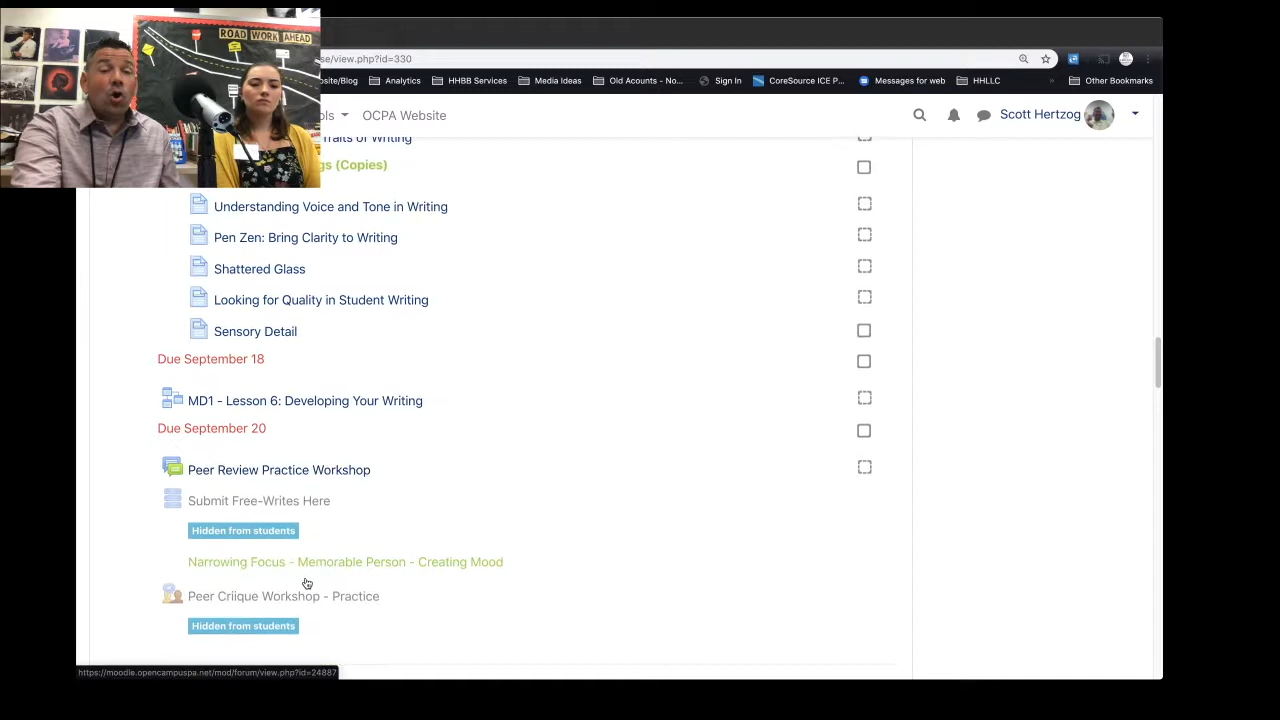 ROAD WORK AHEAD
se/view.php?id=330
site/Blog
Analytics
HHBB Services
Media Ideas
Old Acounts - No...
Sign In
CoreSource ICE P...
Messages for web
HHLLC
»
Other Bookmarks
ols
OCPA Website
Scott Hertzog
Traits of Writing
gs (Copies)
Understanding Voice and Tone in Writing
Pen Zen: Bring Clarity to Writing
Shattered Glass
Looking for Quality in Student Writing
Sensory Detail
Due September 18
MD1 - Lesson 6: Developing Your Writing
Due September 20
Peer Review Practice Workshop
Submit Free-Writes Here
Hidden from students
Narrowing Focus - Memorable Person - Creating Mood
Peer Criique Workshop - Practice
Hidden from students
https://moodle.opencampuspa.net/mod/forum/view.php?id=24887